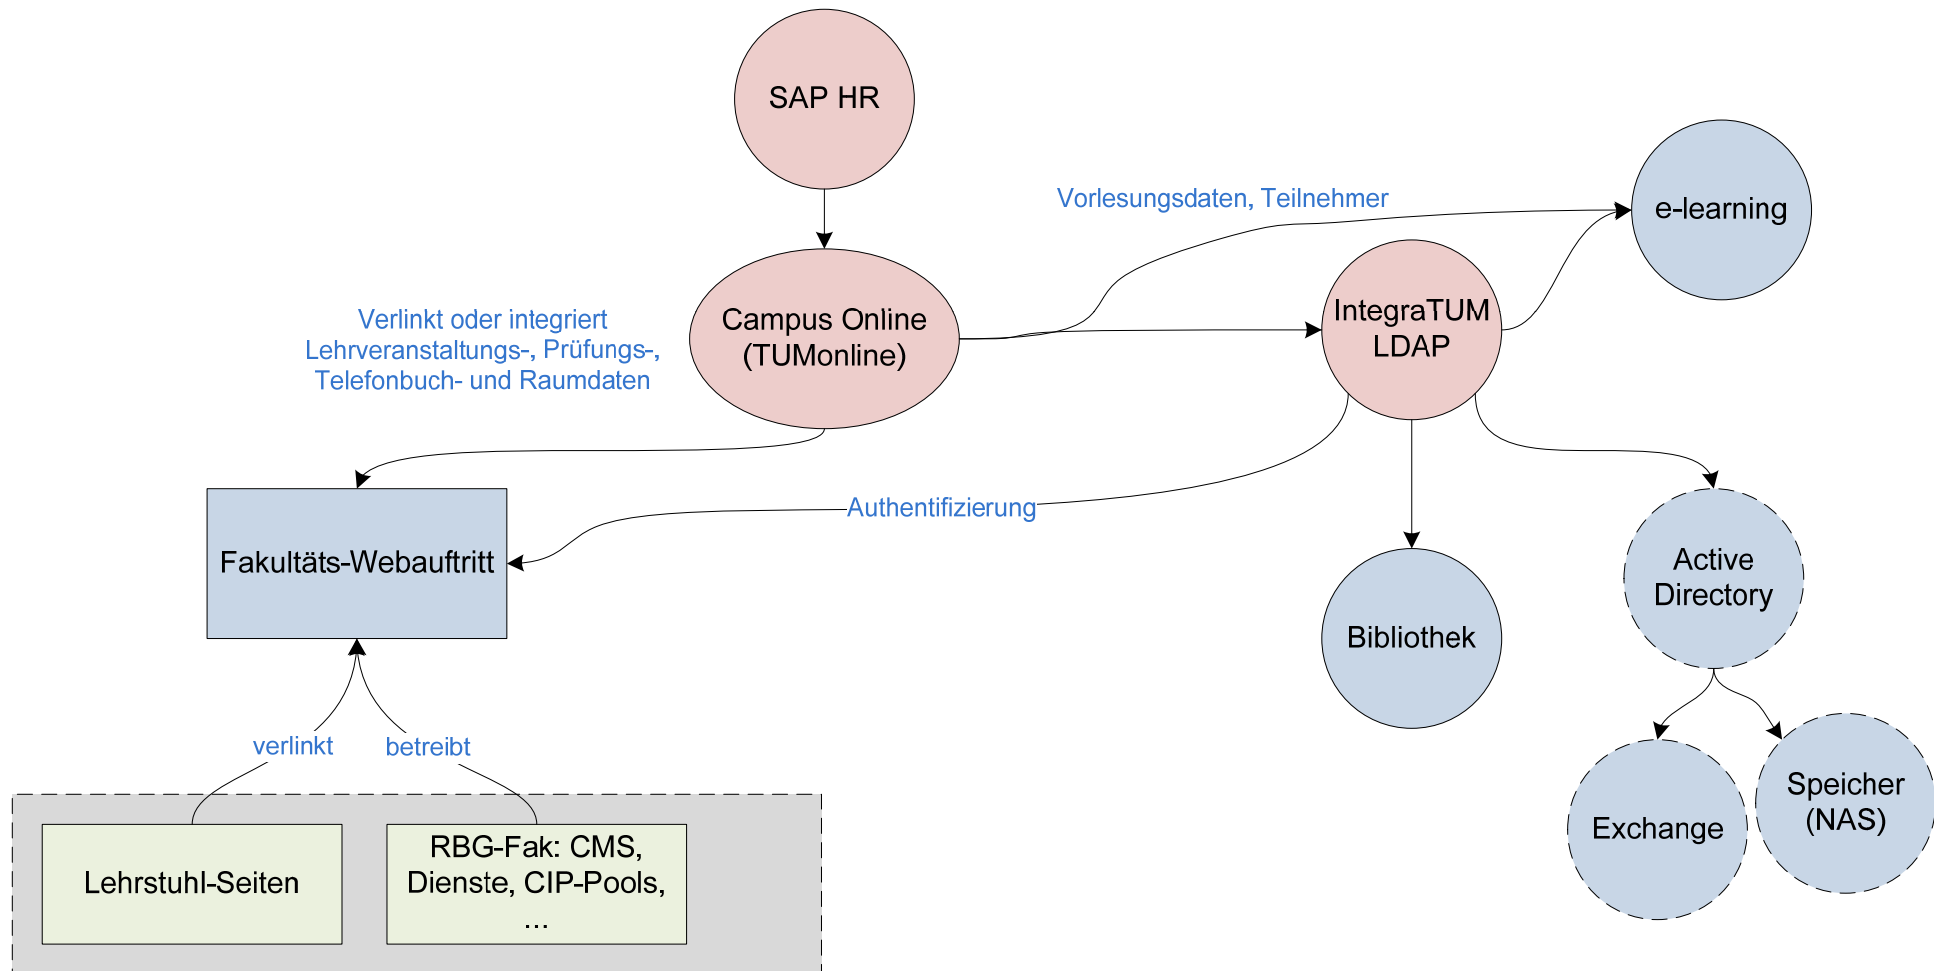 SAP HR
Vorlesungsdaten, Teilnehmer
e-learning
Verlinkt oder integriert
Lehrveranstaltungs-, Prüfungs-,
Telefonbuch- und Raumdaten
Campus Online
(TUMonline)
IntegraTUM
LDAP
Authentifizierung
Fakultäts-Webauftritt
Bibliothek
Active
Directory
verlinkt
betreibt
Exchange
Speicher
(NAS)
Lehrstuhl-Seiten
RBG-Fak: CMS,
Dienste, CIP-Pools,
...